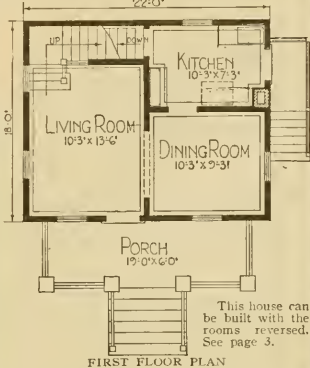 22'-0"
UP
DOWN
KITCHEN
10'-3" x 7'-3"
18'-0"
LIVING ROOM
10'-3" x 13'-6"
DINING ROOM
10'-3" x 9'-3"
PORCH
19'-0" x 6'-0"
This house can
be built with the
rooms reversed.
See page 3.
FIRST FLOOR PLAN